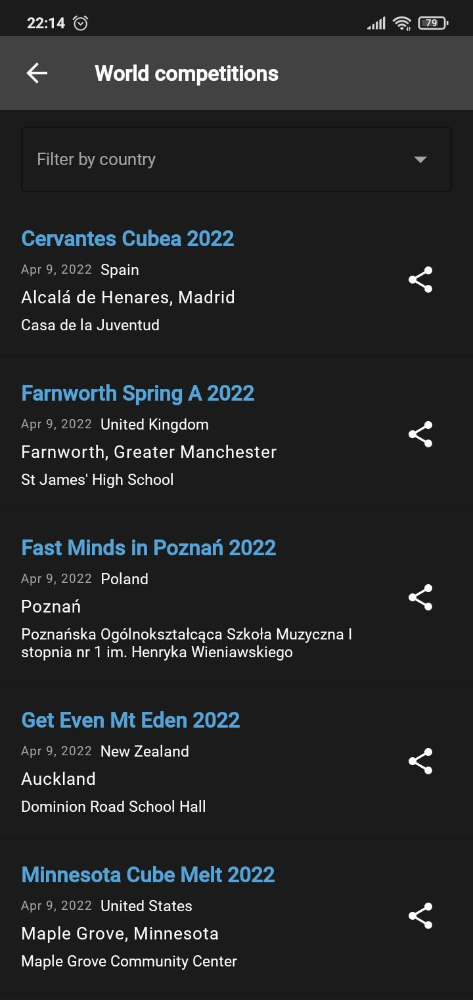 22:14
79
World competitions
Filter by country
Cervantes Cubea 2022
Apr 9, 2022 Spain
Alcalá de Henares, Madrid
Casa de la Juventud
Farnworth Spring A 2022
Apr 9, 2022 United Kingdom
Farnworth, Greater Manchester
St James' High School
Fast Minds in Poznań 2022
Apr 9, 2022 Poland
Poznań
Poznańska Ogólnokształcąca Szkoła Muzyczna I
stopnia nr 1 im. Henryka Wieniawskiego
Get Even Mt Eden 2022
Apr 9, 2022 New Zealand
Auckland
Dominion Road School Hall
Minnesota Cube Melt 2022
Apr 9, 2022 United States
Maple Grove, Minnesota
Maple Grove Community Center